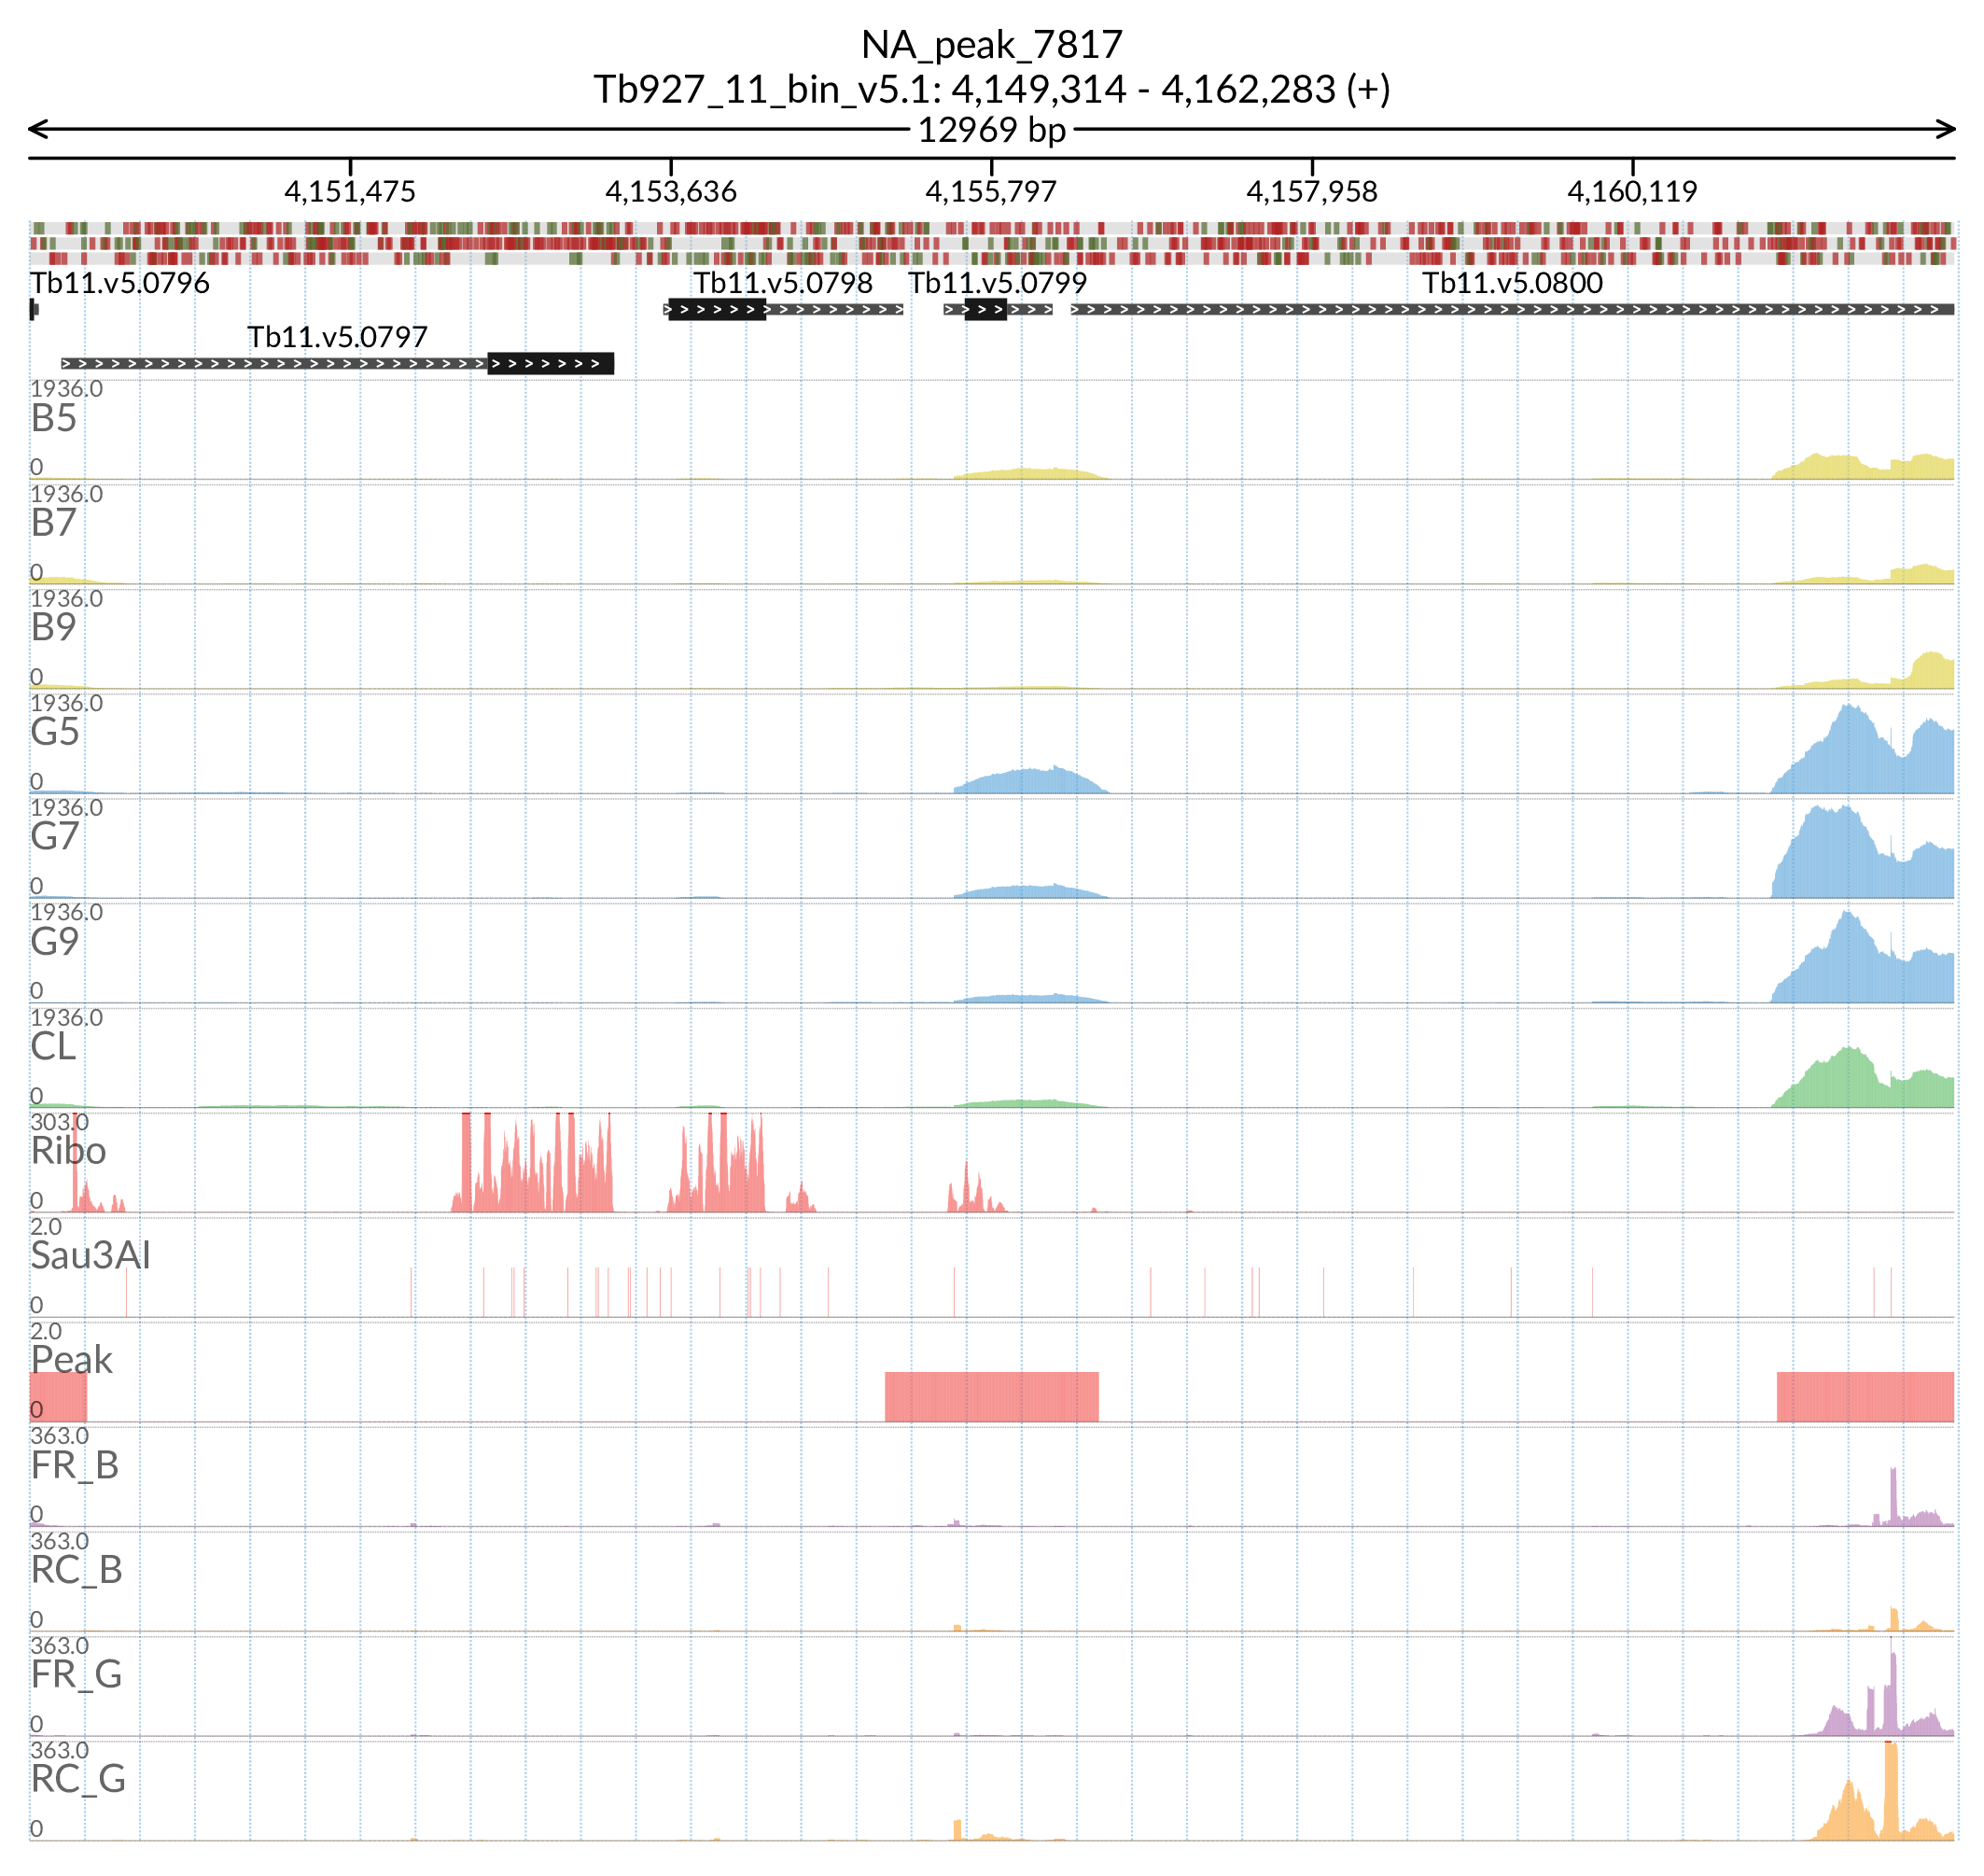 NA_peak_7817
Tb927_11_bin_v5.1: 4,149,314 - 4,162,283 (+)
12969 bp
4,151,475 4,153,636 4,155,797 4,157,958 4,160,119
Tb11.v5.0796 Tb11.v5.0798 Tb11.v5.0799 Tb11.v5.0800
Tb11.v5.0797
1936.0
B5
0
1936.0
B7
0
1936.0
B9
0
1936.0
G5
0
1936.0
G7
0
1936.0
G9
0
1936.0
CL
0
303.0
Ribo
0
2.0
Sau3AI
0
2.0
Peak
0
363.0
FR_B
0
363.0
RC_B
0
363.0
FR_G
0
363.0
RC_G
0